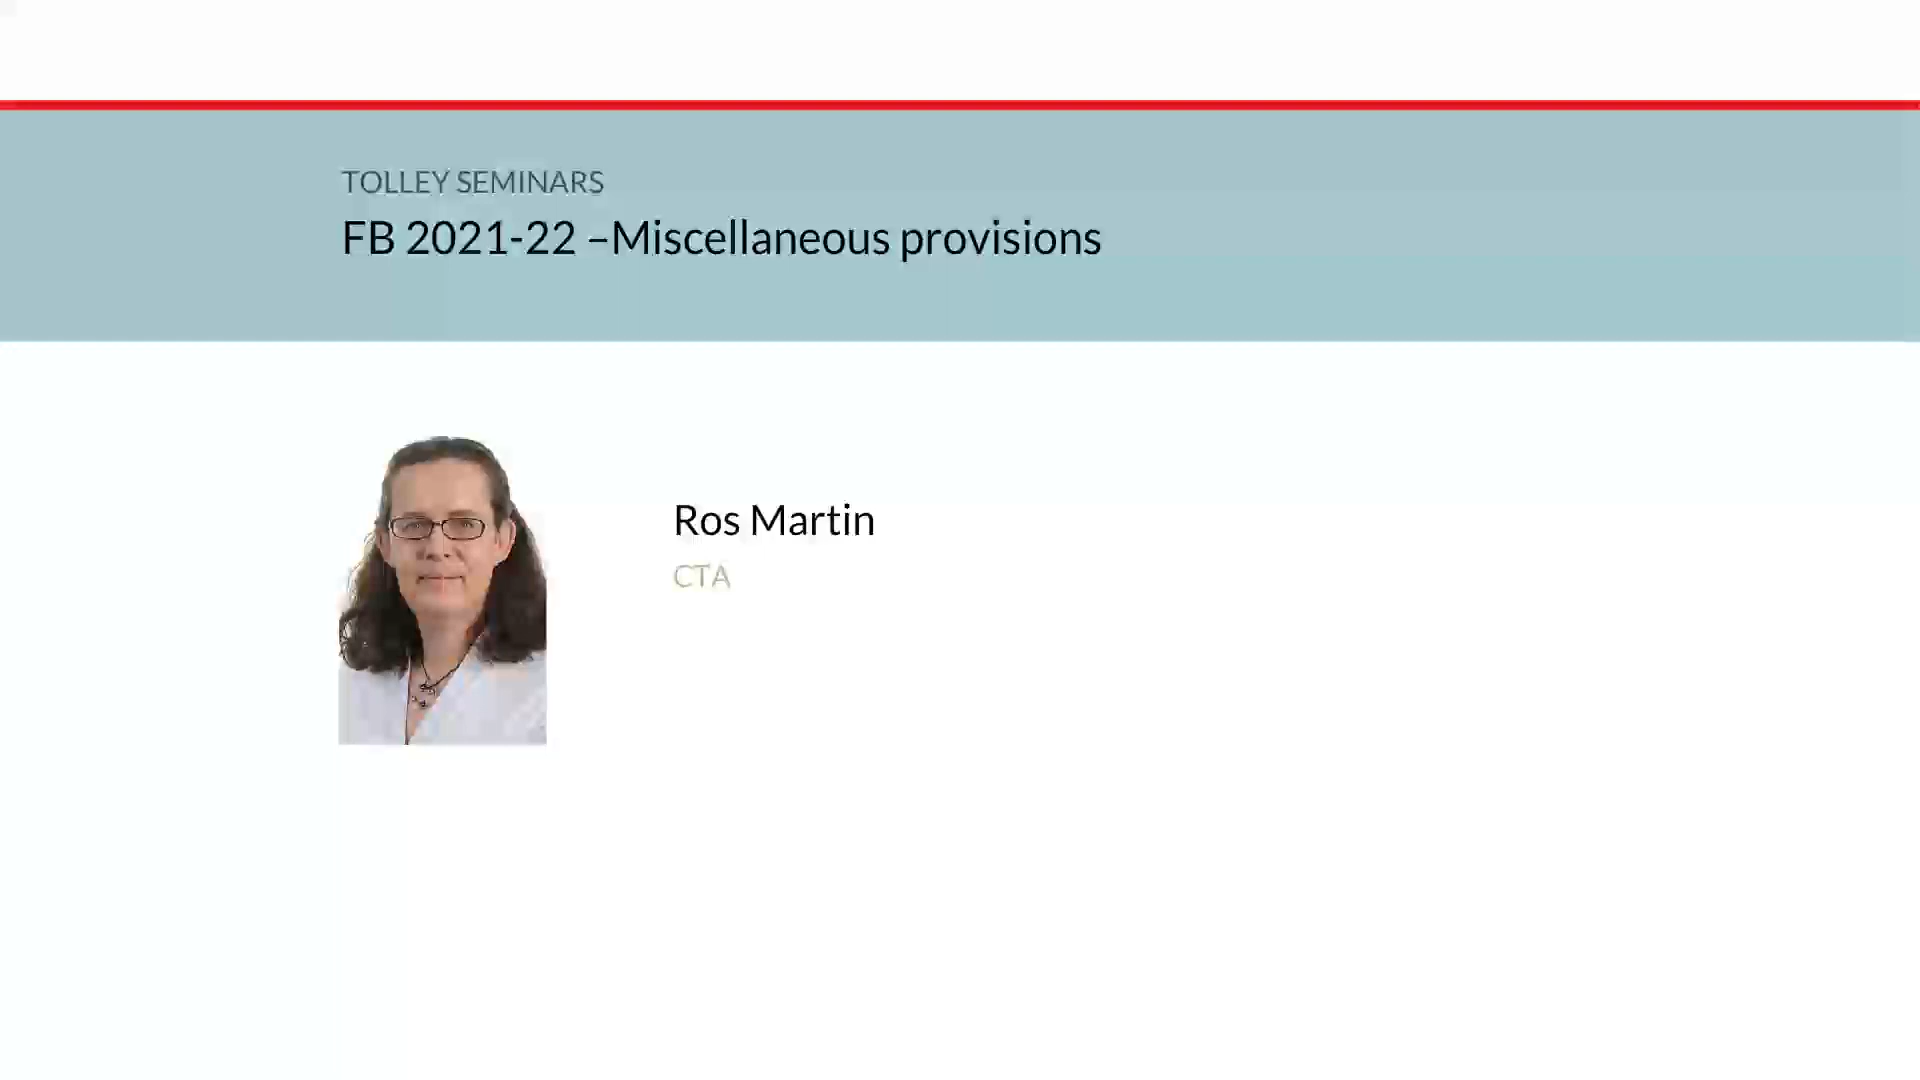 TOLLEY SEMINARS
FB 2021-22 –Miscellaneous provisions
Ros Martin
CTA